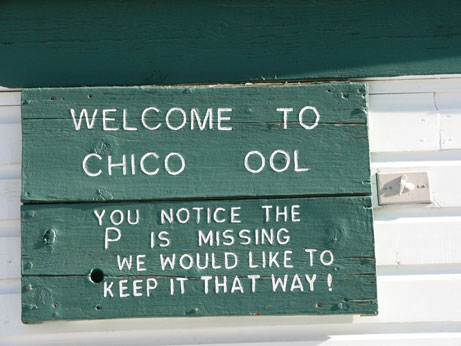 WELCOME TO
CHICO OOL
YOU NOTICE THE
P IS MISSING
WE WOULD LIKE TO
KEEP IT THAT WAY!